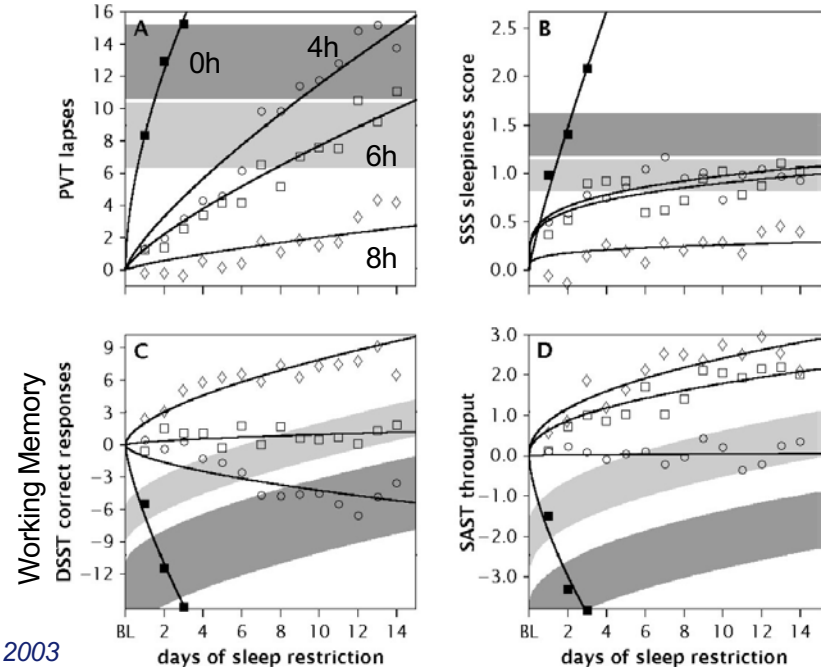 A
0h
4h
6h
8h
PVT lapses
16
14
12
10
8
6
4
2
0
B
SSS sleepiness score
2.5
2.0
1.5
1.0
0.5
0.0
C
Working Memory
DSST correct responses
9
6
3
0
-3
-6
-9
-12
BL 2 4 6 8 10 12 14
days of sleep restriction
D
SAST throughput
3.0
2.0
1.0
0.0
-1.0
-2.0
-3.0
BL 2 4 6 8 10 12 14
days of sleep restriction
2003